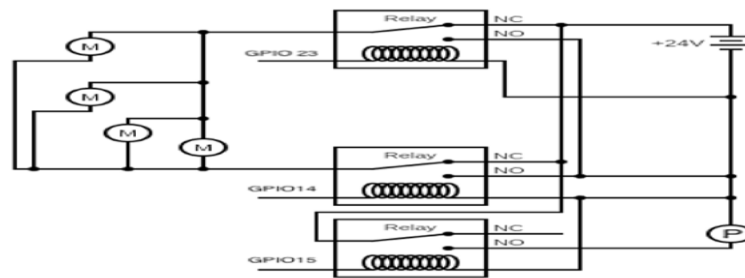 Relay NC
NO
M
GPIO 23
+24V
M
M
M
Relay NC
NO
GPIO14
Relay NC
NO
P
GPIO15